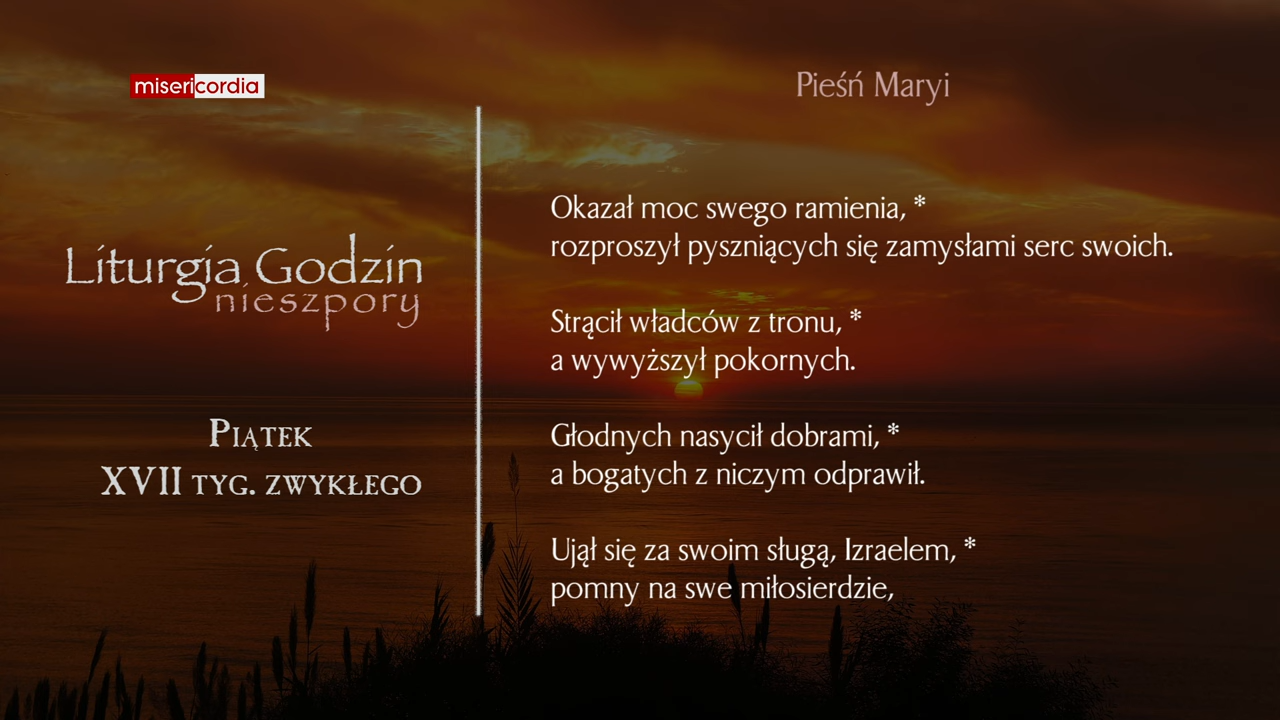 misericordia
Liturgia Godzin
nieszpory
Piątek
XVII tyg. zwykłego
Pieśń Maryi
Okazał moc swego ramienia, *
rozproszył pyszniących się zamysłami serc swoich.
Strącił władców z tronu, *
a wywyższył pokornych.
Głodnych nasycił dobrami, *
a bogatych z niczym odprawił.
Ujął się za swoim sługą, Izraelem, *
pomny na swe miłosierdzie,